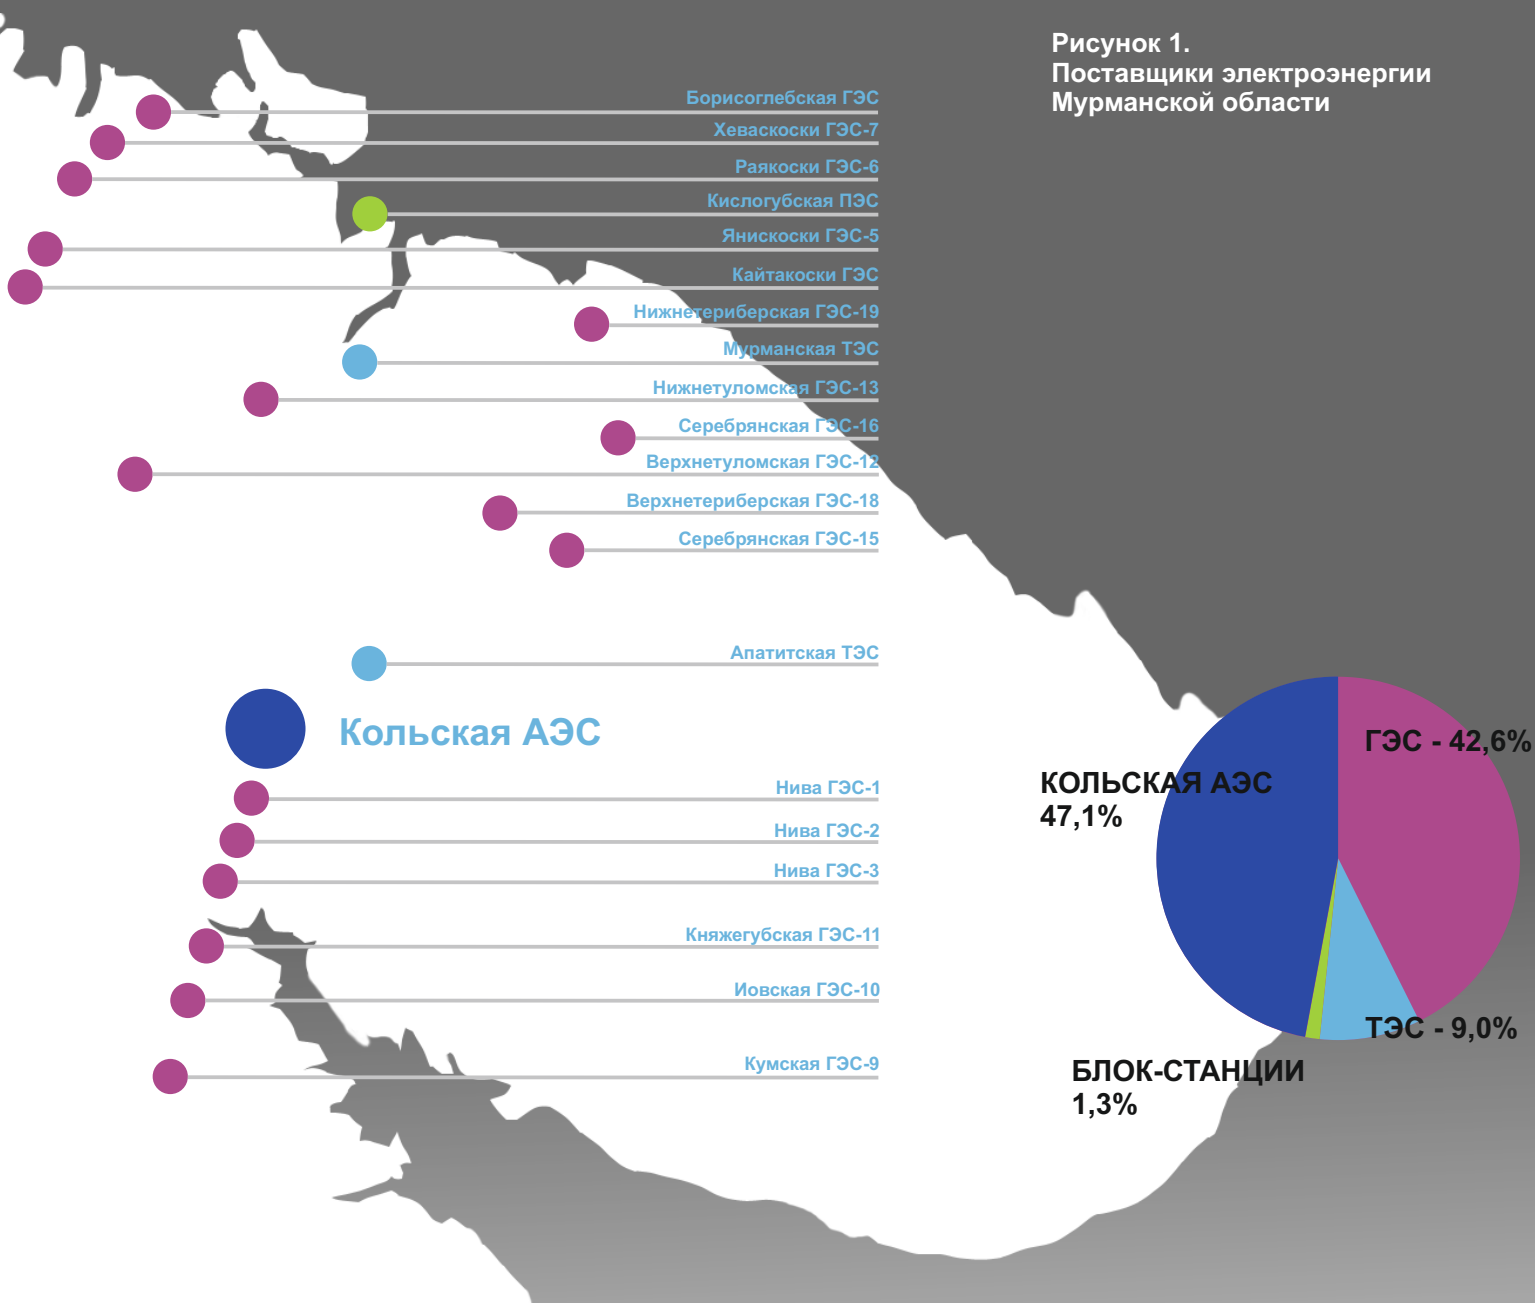 Рисунок 1.
Поставщики электроэнергии
Мурманской области
Борисоглебская ГЭС
Хеваскоски ГЭС-7
Раякоски ГЭС-6
Кислогубская ПЭС
Янискоски ГЭС-5
Кайтакоски ГЭС
Нижнетериберская ГЭС-19
Мурманская ТЭС
Нижнетуломская ГЭС-13
Серебрянская ГЭС-16
Верхнетуломская ГЭС-12
Верхнетериберская ГЭС-18
Серебрянская ГЭС-15
Апатитская ТЭС
Кольская АЭС
Нива ГЭС-1
Нива ГЭС-2
Нива ГЭС-3
Княжегубская ГЭС-11
Иовская ГЭС-10
Кумская ГЭС-9
ГЭС - 42,6%
КОЛЬСКАЯ АЭС
47,1%
ТЭС - 9,0%
БЛОК-СТАНЦИИ
1,3%